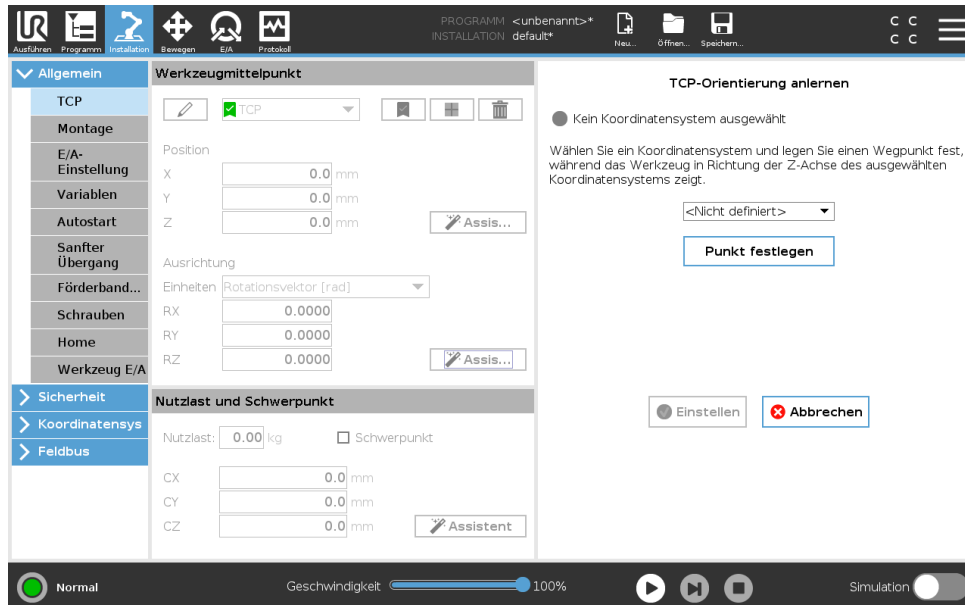 Ausführen Programm Installation Bewegen E/A Protokoll
PROGRAMM <unbenannt>*
INSTALLATION default*
Neu... Öffnen... Speichern...
C C
C C
Allgemein
TCP
Montage
E/A-
Einstellung
Variablen
Autostart
Sanfter
Übergang
Förderband...
Schrauben
Home
Werkzeug E/A
Sicherheit
Koordinatensys
Feldbus
Werkzeugmittelpunkt
TCP
Position
X 0.0 mm
Y 0.0 mm
Z 0.0 mm Assis...
Ausrichtung
Einheiten Rotationsvektor [rad]
RX 0.0000
RY 0.0000
RZ 0.0000 Assis...
Nutzlast und Schwerpunkt
Nutzlast: 0.00 kg Schwerpunkt
CX 0.0 mm
CY 0.0 mm
CZ 0.0 mm Assistent
TCP-Orientierung anlernen
Kein Koordinatensystem ausgewählt
Wählen Sie ein Koordinatensystem und legen Sie einen Wegpunkt fest,
während das Werkzeug in Richtung der Z-Achse des ausgewählten
Koordinatensystems zeigt.
<Nicht definiert>
Punkt festlegen
Einstellen Abbrechen
Normal Geschwindigkeit 100% Simulation